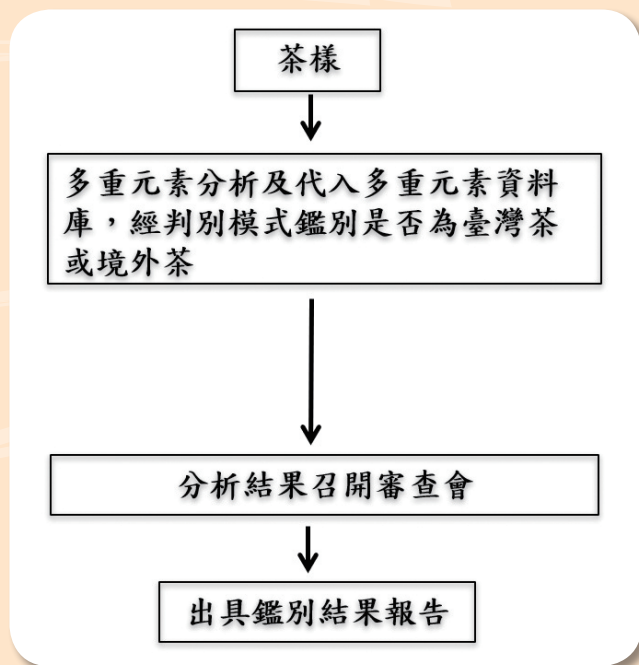 茶樣
多重元素分析及代入多重元素資料
庫，經判別模式鑑別是否為臺灣茶
或境外茶
分析結果召開審查會
出具鑑別結果報告